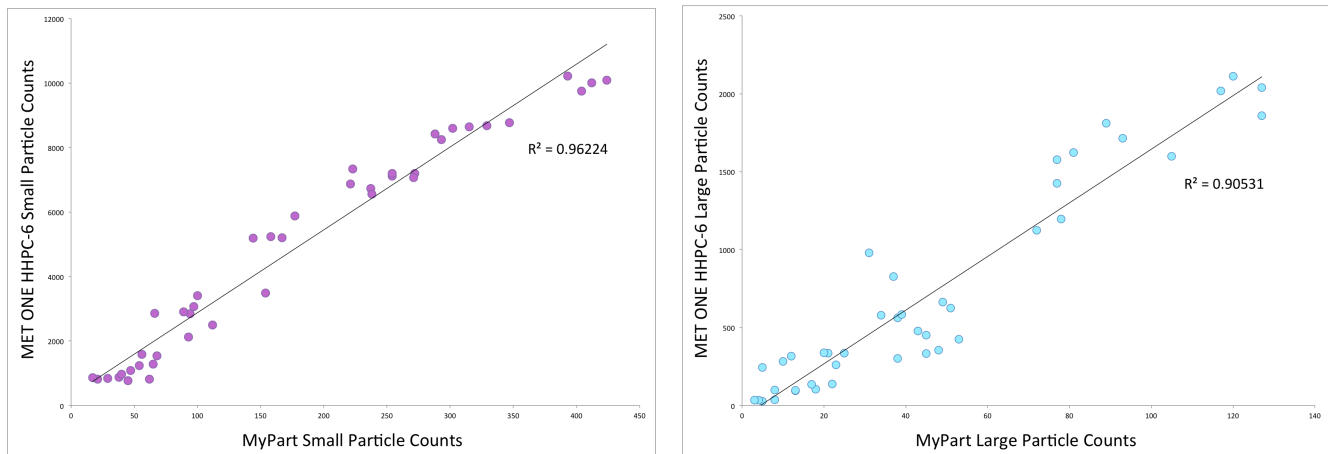 12000
10000
8000
6000
4000
2000
0
MET ONE HHPC-6 Small Particle Counts
R² = 0.96224
0 50 100 150 200 250 300 350 400 450
MyPart Small Particle Counts
2500
2000
1500
1000
500
0
MET ONE HHPC-6 Large Particle Counts
R² = 0.90531
0 20 40 60 80 100 120 140
MyPart Large Particle Counts